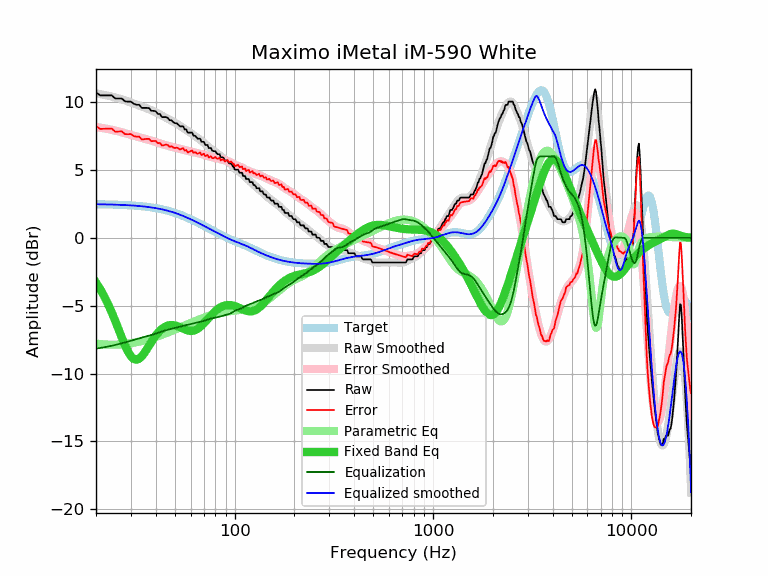 Maximo iMetal iM-590 White
10
5
0
−5
−10
−15
−20
Amplitude (dBr)
Target
Raw Smoothed
Error Smoothed
Raw
Error
Parametric Eq
Fixed Band Eq
Equalization
Equalized smoothed
100 1000 10000
Frequency (Hz)